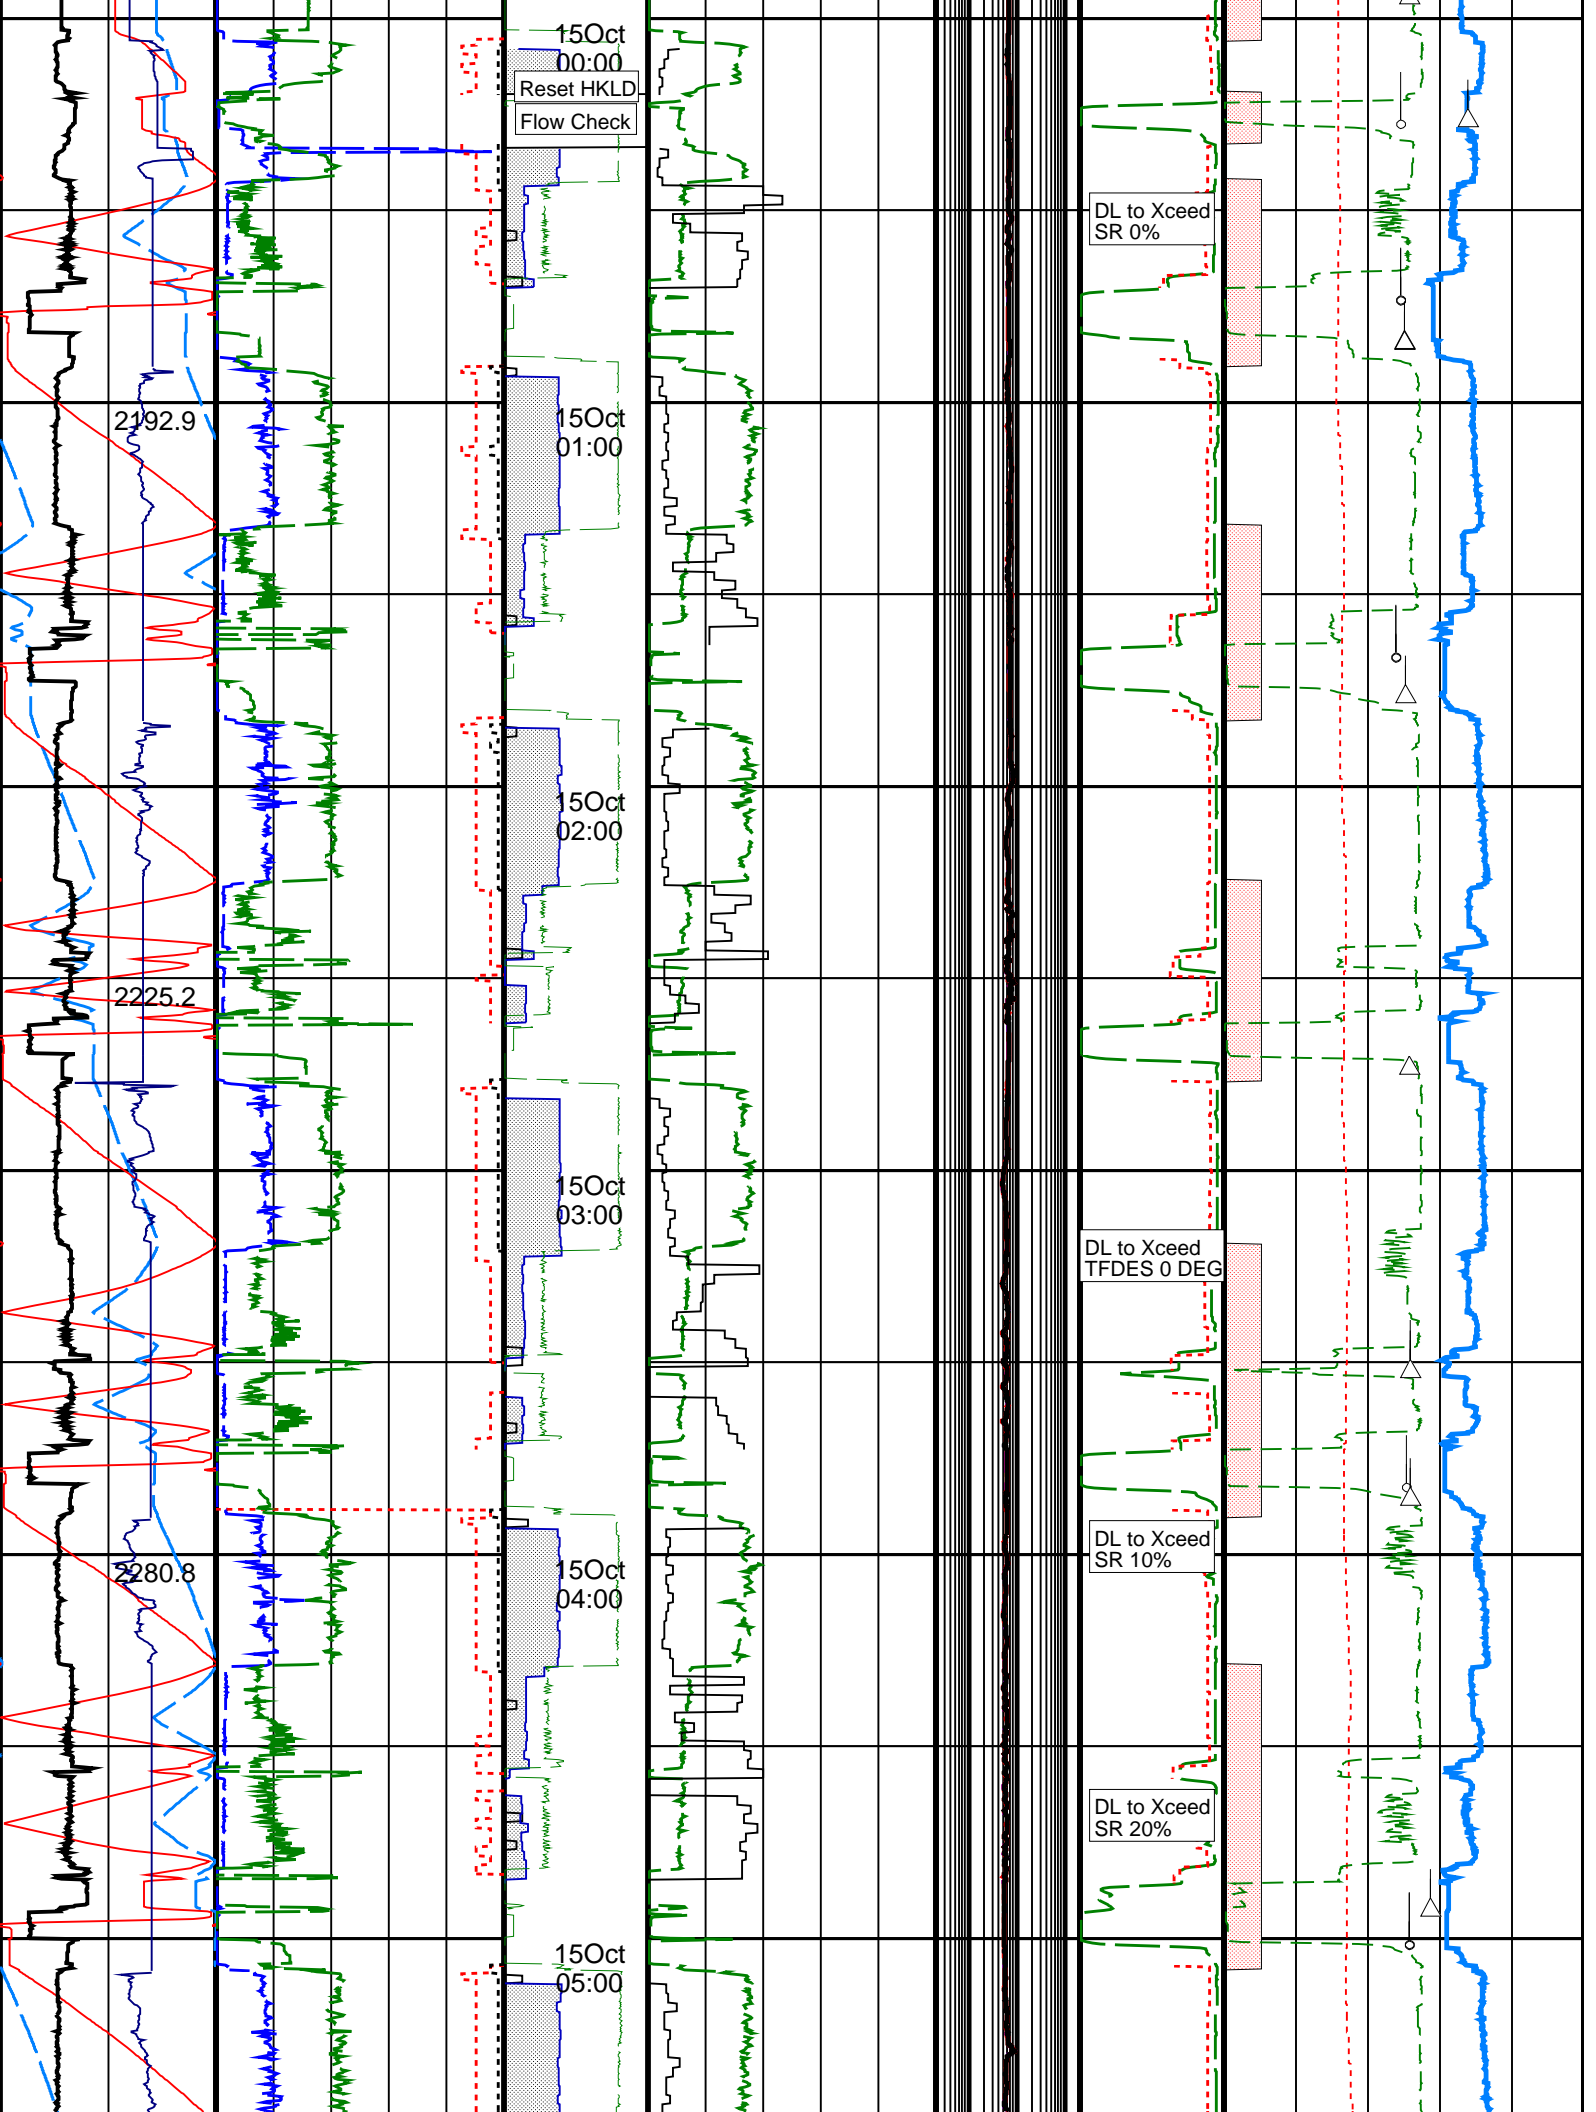 15Oct
00:00
Reset HKLD
Flow Check
DL to Xceed
SR 0%
2192.9
15Oct
01:00
15Oct
02:00
2225.2
15Oct
03:00
DL to Xceed
TFDES 0 DEG
DL to Xceed
SR 10%
2280.8
15Oct
04:00
DL to Xceed
SR 20%
15Oct
05:00